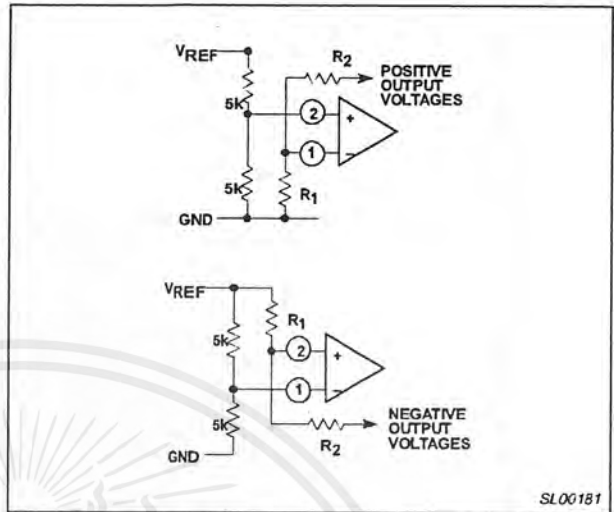 VREF
R2
POSITIVE
OUTPUT
VOLTAGES
5k
2
+
1
−
5k
R1
GND
VREF
R1
5k
2
+
1
−
5k
R2
NEGATIVE
OUTPUT
VOLTAGES
GND
SL00181